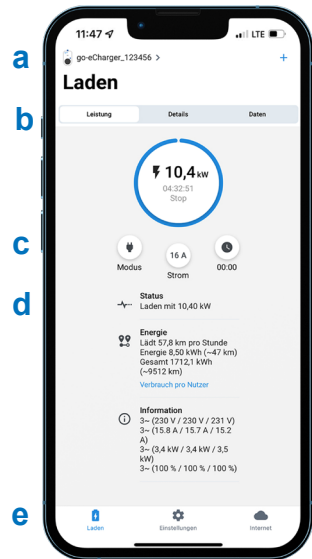 11:47 LTE
a go-eCharger_123456 > +
Laden
b Leistung Details Daten
10,4 kW
04:32:51
Stop
c
Modus 16 A 00:00
Strom
d Status
Laden mit 10,40 kW
Energie
Lädt 57,8 km pro Stunde
Energie 8,50 kWh (~47 km)
Gesamt 1712,1 kWh
(~9512 km)
Verbrauch pro Nutzer
Information
3~ (230 V / 230 V / 231 V)
3~ (15.8 A / 15.7 A / 15.2
A)
3~ (3,4 kW / 3,4 kW / 3,5
kW)
3~ (100 % / 100 % / 100 %)
e Laden Einstellungen Internet